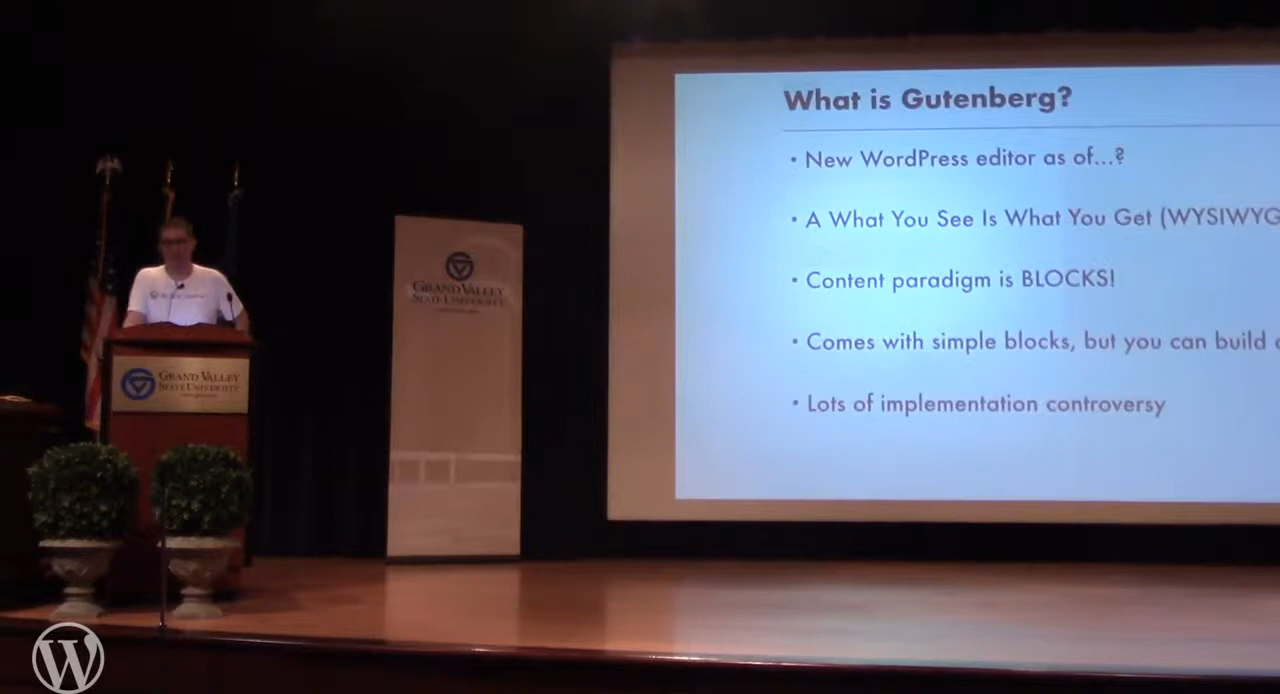 What is Gutenberg?
• New WordPress editor as of...?
• A What You See Is What You Get (WYSIWYG
• Content paradigm is BLOCKS!
• Comes with simple blocks, but you can build
• Lots of implementation controversy
GRAND VALLEY
STATE UNIVERSITY
GRAND VALLEY
STATE UNIVERSITY
W